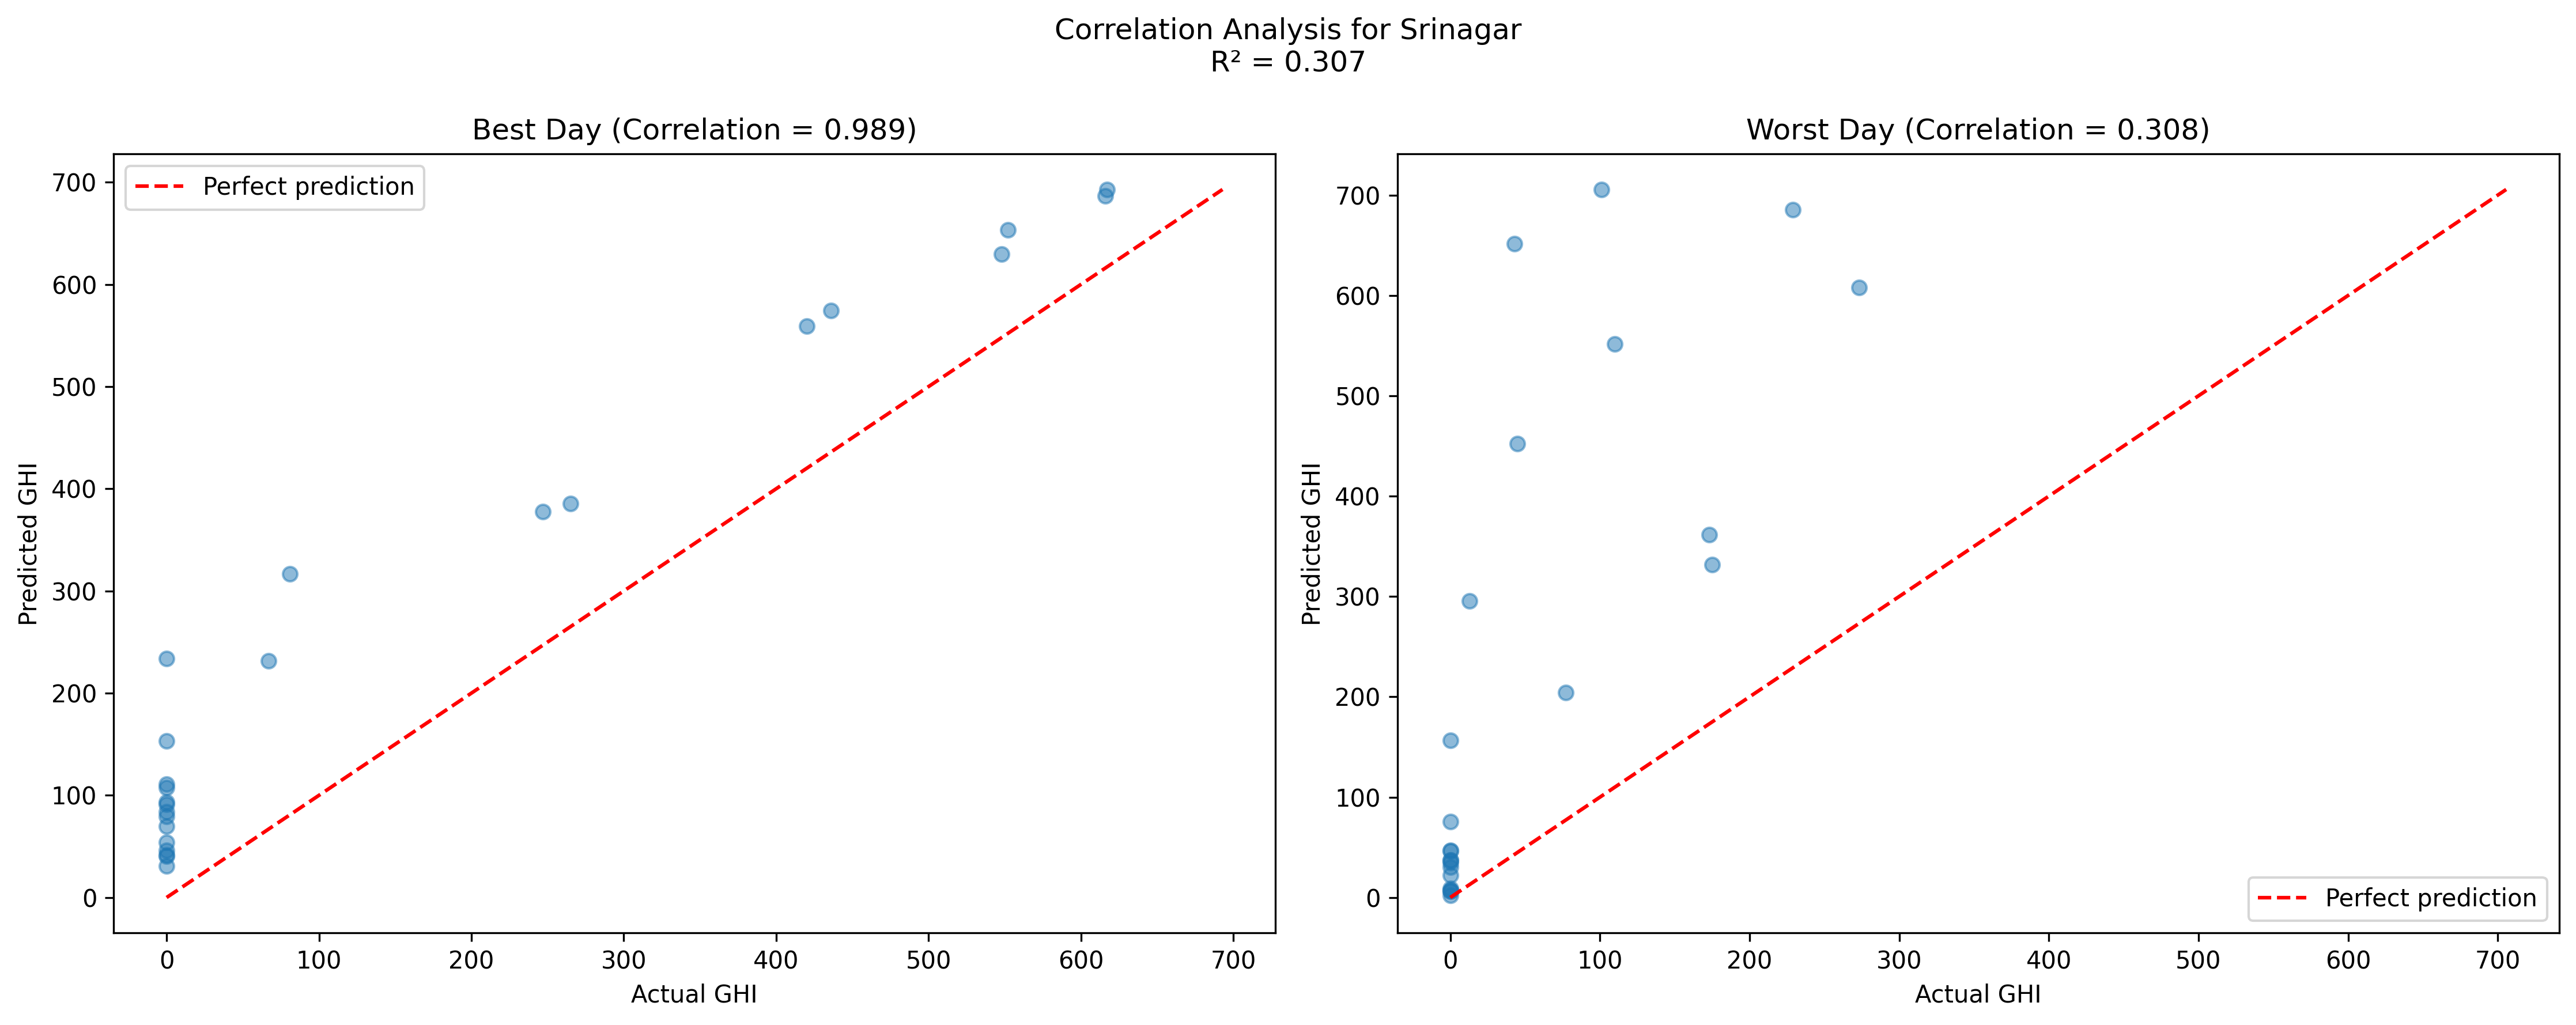 Correlation Analysis for Srinagar
R² = 0.307
Best Day (Correlation = 0.989)
Perfect prediction
700
600
500
400
300
200
100
0
Predicted GHI
0 100 200 300 400 500 600 700
Actual GHI
Worst Day (Correlation = 0.308)
700
600
500
400
300
200
100
0
Predicted GHI
Perfect prediction
0 100 200 300 400 500 600 700
Actual GHI